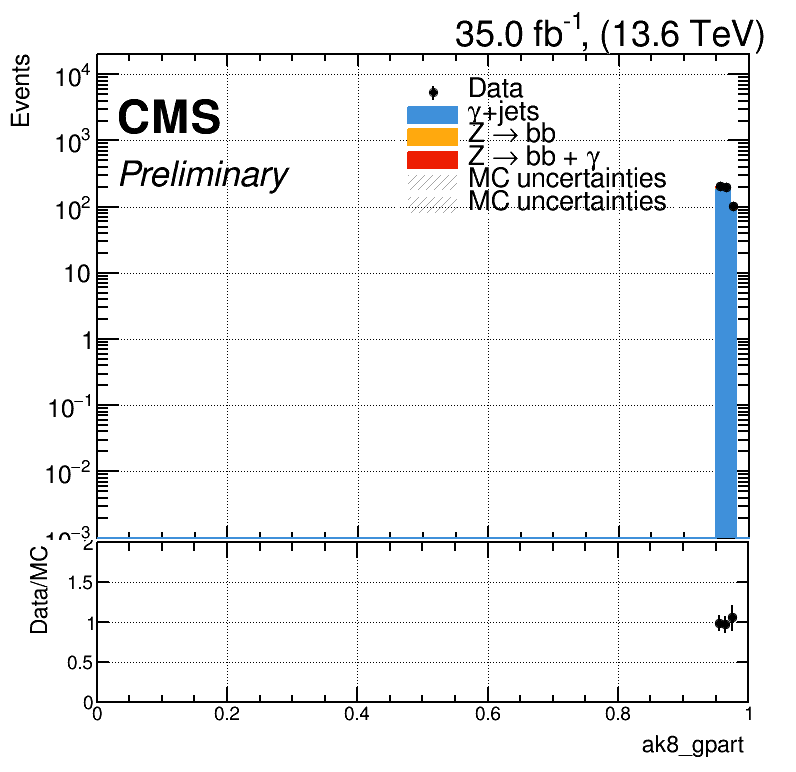 35.0 fb⁻¹, (13.6 TeV)
Events
CMS
Preliminary
Data
γ+jets
Z → bb
Z → bb + γ
MC uncertainties
MC uncertainties
10⁴
10³
10²
10
1
10⁻¹
10⁻²
10⁻³
Data/MC
2
1.5
1
0.5
0
0 0.2 0.4 0.6 0.8 1
ak8_gpart